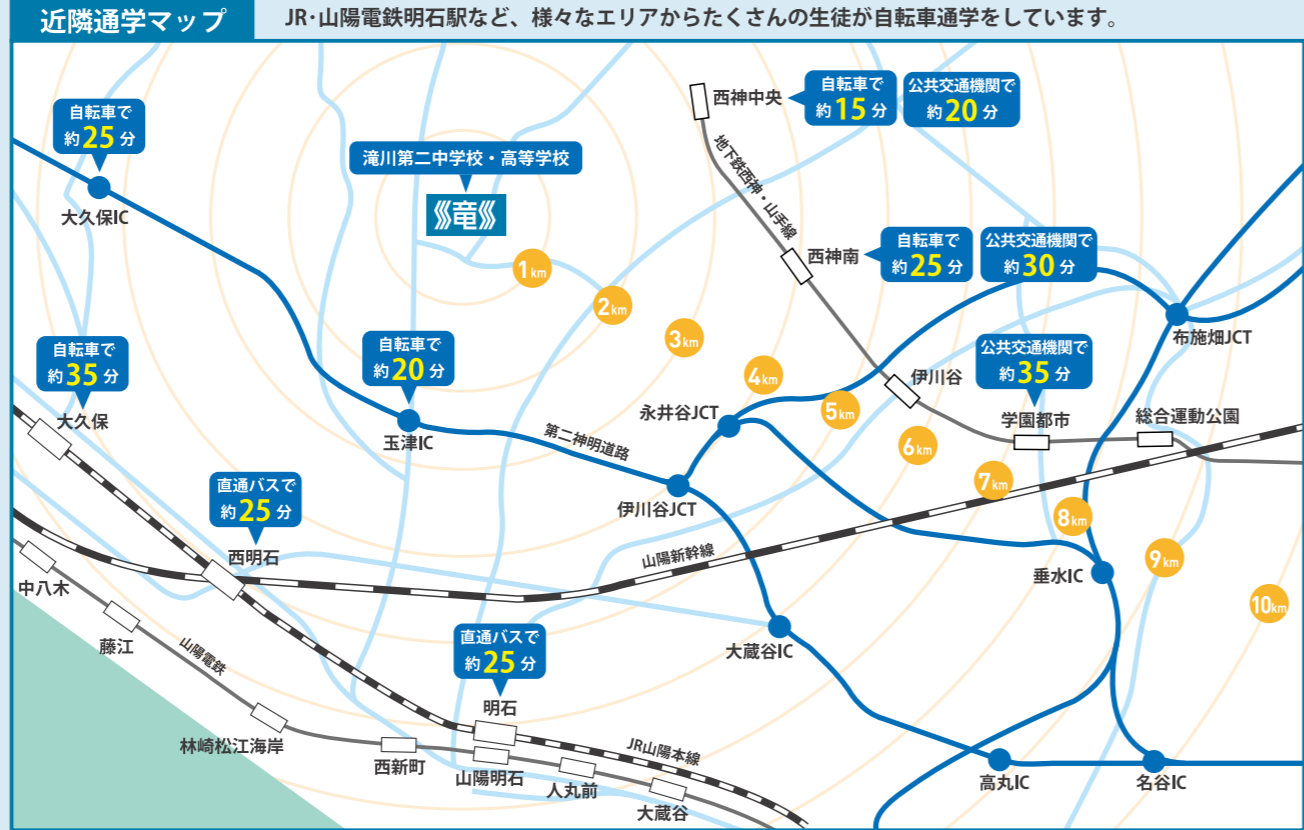 近隣通学マップ
JR・山陽電鉄明石駅など、様々なエリアからたくさんの生徒が自転車通学をしています。
自転車で
約15分
公共交通機関で
約20分
西神中央
自転車で
約25分
大久保IC
滝川第二中学校・高等学校
竜
地下鉄西神・山手線
西神南
自転車で
約25分
公共交通機関で
約30分
1km
2km
3km
4km
5km
6km
7km
8km
9km
10km
布施畑JCT
自転車で
約35分
大久保
自転車で
約20分
玉津IC
公共交通機関で
約35分
伊川谷
学園都市
総合運動公園
永井谷JCT
第二神明道路
伊川谷JCT
直通バスで
約25分
西明石
山陽新幹線
垂水IC
中八木
藤江
山陽電鉄
林崎松江海岸
直通バスで
約25分
明石
大蔵谷IC
JR山陽本線
西新町
山陽明石
人丸前
大蔵谷
高丸IC
名谷IC